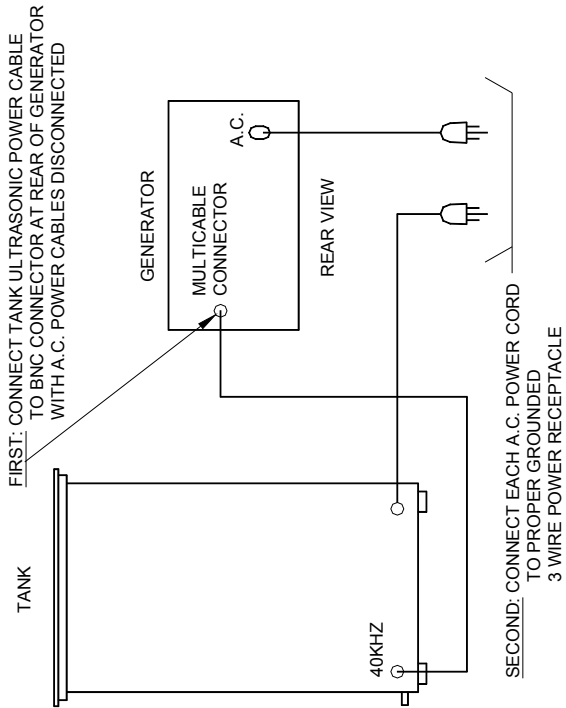 FIRST: CONNECT TANK ULTRASONIC POWER CABLE
TO BNC CONNECTOR AT REAR OF GENERATOR
WITH A.C. POWER CABLES DISCONNECTED
TANK
GENERATOR
MULTICABLE
CONNECTOR
A.C.
REAR VIEW
40KHZ
SECOND: CONNECT EACH A.C. POWER CORD
TO PROPER GROUNDED
3 WIRE POWER RECEPTACLE